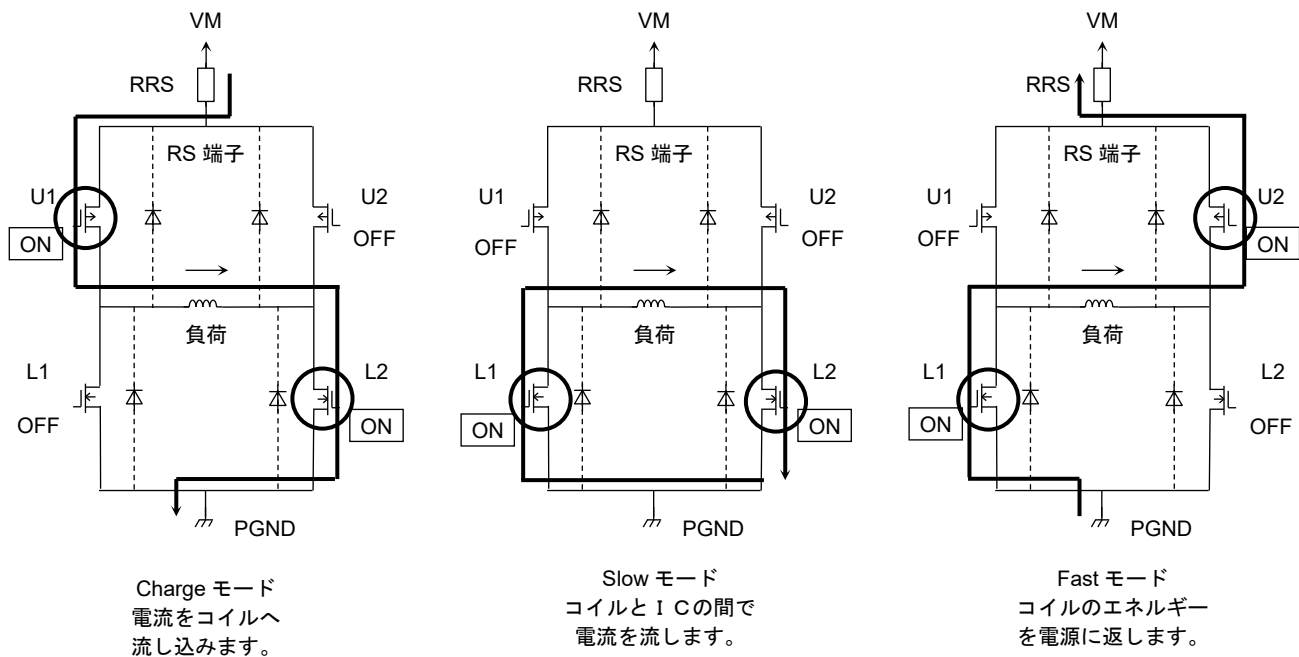 VM
RRS
RS 端子
U1
ON
U2
OFF
負荷
L1
OFF
L2
ON
PGND
Charge モード
電流をコイルへ
流し込みます。
VM
RRS
RS 端子
U1
OFF
U2
OFF
負荷
L1
ON
L2
ON
PGND
Slow モード
コイルとＩＣの間で
電流を流します。
VM
RRS
RS 端子
U1
OFF
U2
ON
負荷
L1
ON
L2
OFF
PGND
Fast モード
コイルのエネルギー
を電源に返します。